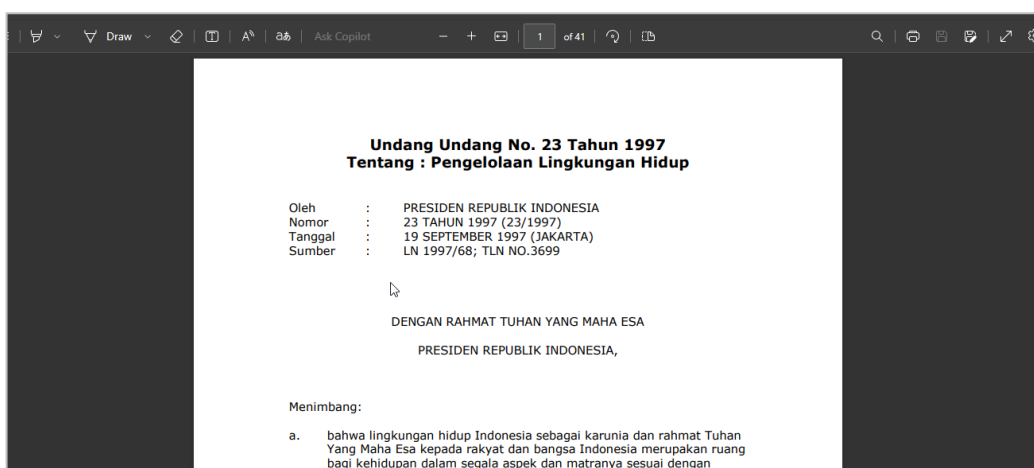 Draw
Ask Copilot
1 of 41
Undang Undang No. 23 Tahun 1997
Tentang : Pengelolaan Lingkungan Hidup
Oleh : PRESIDEN REPUBLIK INDONESIA
Nomor : 23 TAHUN 1997 (23/1997)
Tanggal : 19 SEPTEMBER 1997 (JAKARTA)
Sumber : LN 1997/68; TLN NO.3699
DENGAN RAHMAT TUHAN YANG MAHA ESA
PRESIDEN REPUBLIK INDONESIA,
Menimbang:
a. bahwa lingkungan hidup Indonesia sebagai karunia dan rahmat Tuhan
Yang Maha Esa kepada rakyat dan bangsa Indonesia merupakan ruang
bagi kehidupan dalam segala aspek dan matranya sesuai dengan